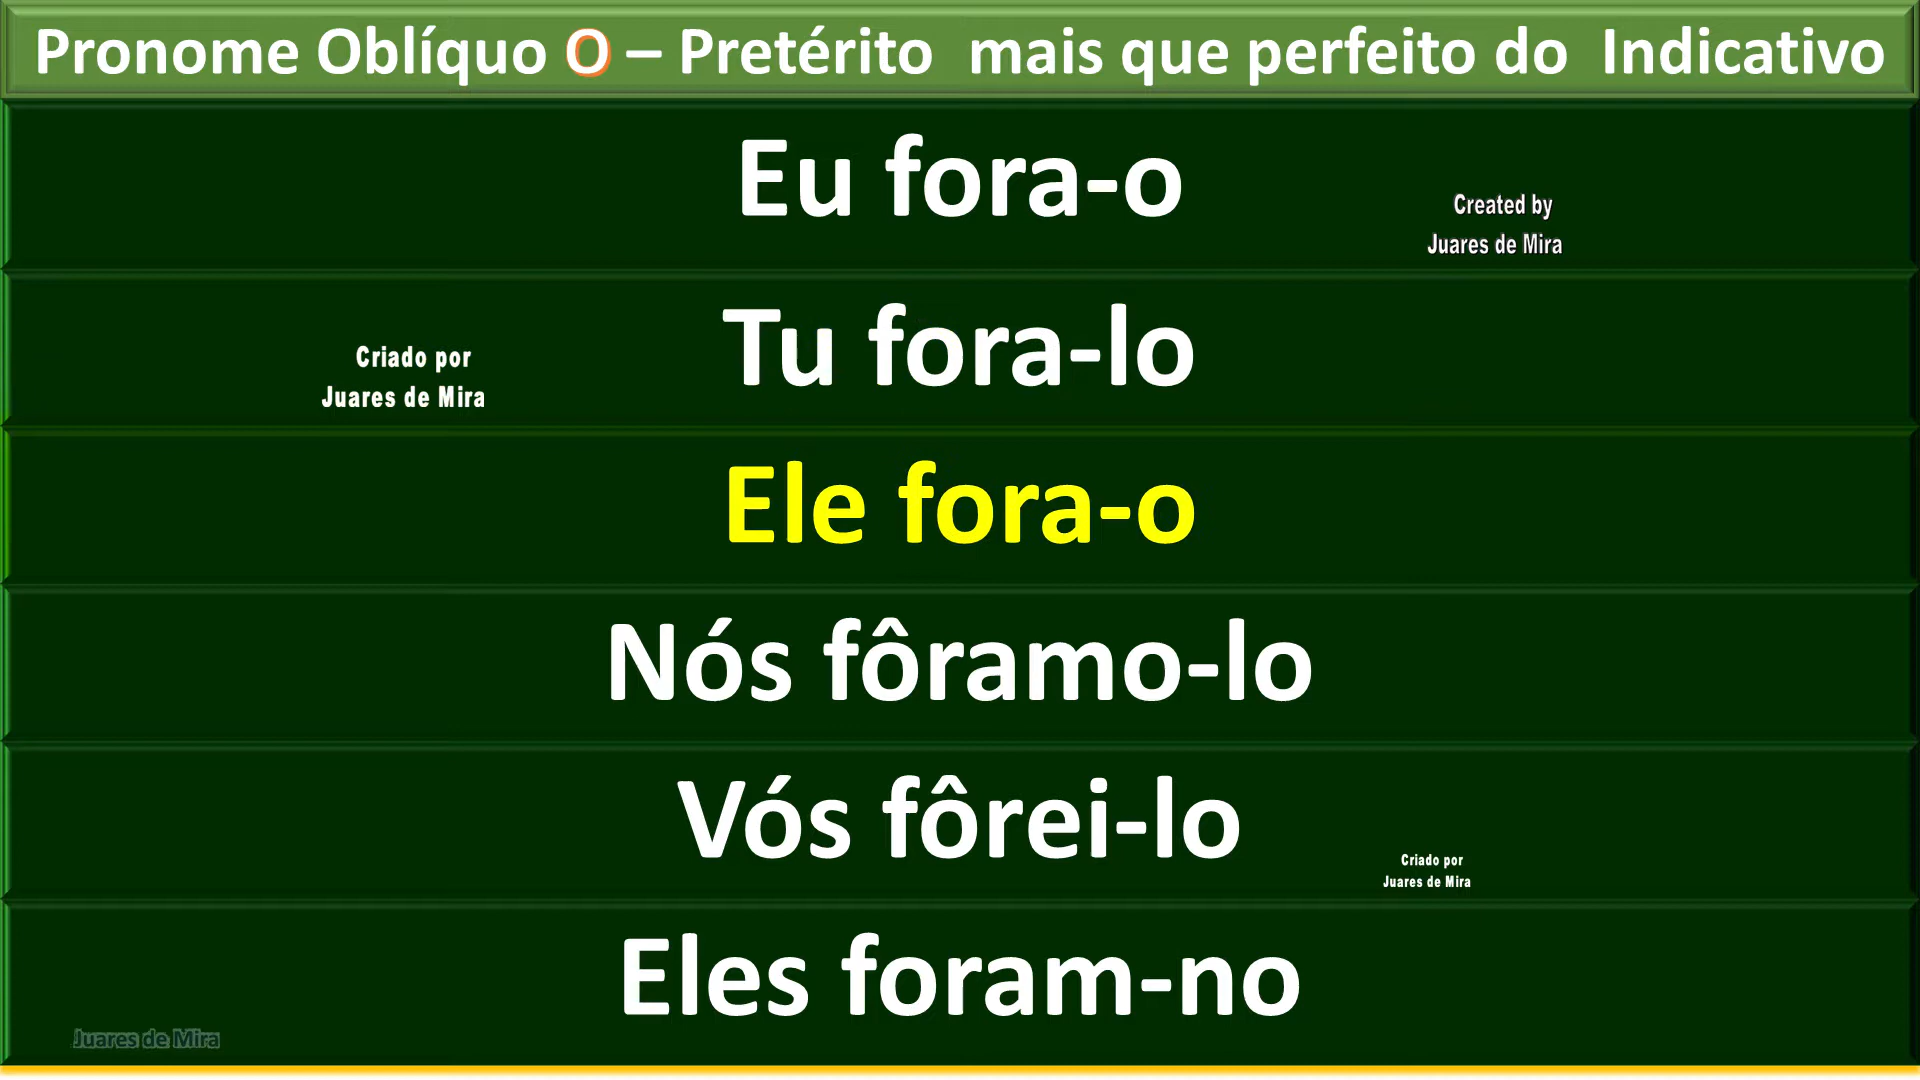 Pronome Oblíquo O – Pretérito mais que perfeito do Indicativo
Eu fora-o
Created by
Juares de Mira
Tu fora-lo
Criado por
Juares de Mira
Ele fora-o
Nós fôramo-lo
Vós fôrei-lo
Criado por
Juares de Mira
Eles foram-no
Juares de Mira